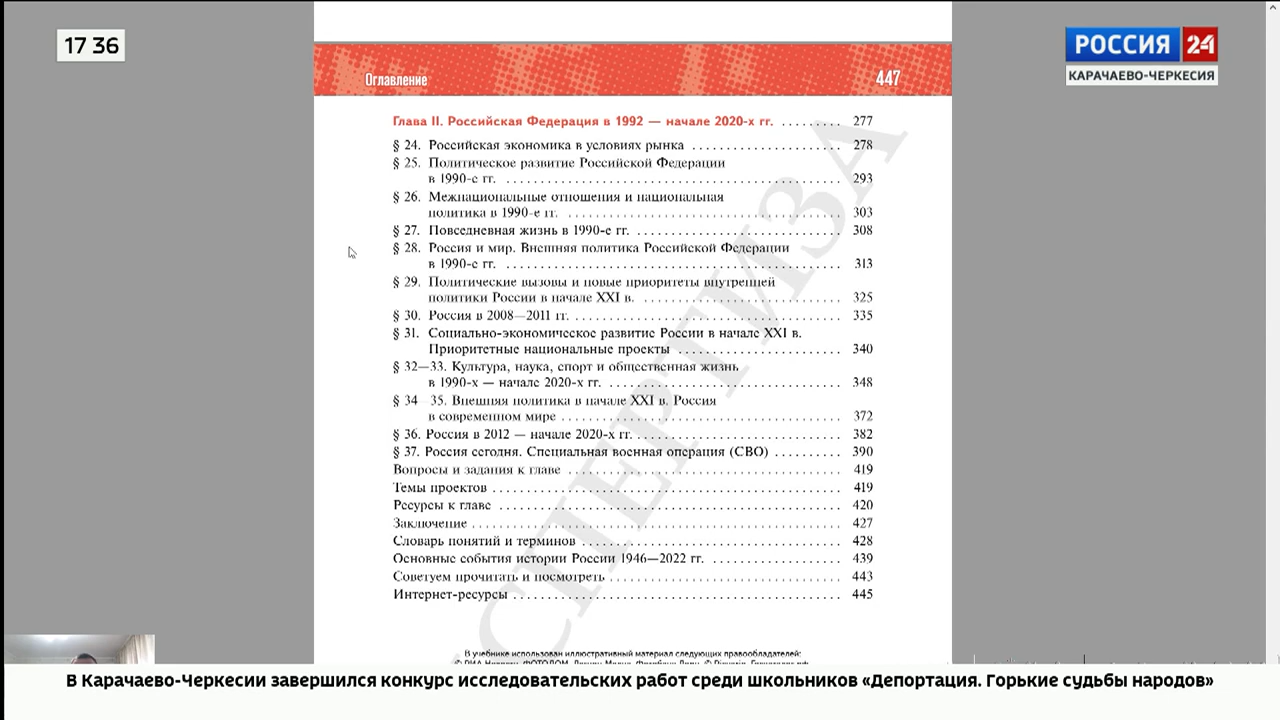 17 36
РОССИЯ 24
КАРАЧАЕВО-ЧЕРКЕСИЯ
Оглавление 447
Глава II. Российская Федерация в 1992 — начале 2020-х гг. ......... 277
§ 24. Российская экономика в условиях рынка ......... 278
§ 25. Политическое развитие Российской Федерации
в 1990-е гг. ......... 293
§ 26. Межнациональные отношения и национальная
политика в 1990-е гг. ......... 303
§ 27. Повседневная жизнь в 1990-е гг. ......... 308
§ 28. Россия и мир. Внешняя политика Российской Федерации
в 1990-е гг. ......... 313
§ 29. Политические вызовы и новые приоритеты внутренней
политики России в начале XXI в. ......... 325
§ 30. Россия в 2008—2011 гг. ......... 335
§ 31. Социально-экономическое развитие России в начале XXI в.
Приоритетные национальные проекты ......... 340
§ 32—33. Культура, наука, спорт и общественная жизнь
в 1990-х — начале 2020-х гг. ......... 348
§ 34—35. Внешняя политика в начале XXI в. Россия
в современном мире ......... 372
§ 36. Россия в 2012 — начале 2020-х гг. ......... 382
§ 37. Россия сегодня. Специальная военная операция (СВО) ......... 390
Вопросы и задания к главе ......... 419
Темы проектов ......... 419
Ресурсы к главе ......... 420
Заключение ......... 427
Словарь понятий и терминов ......... 428
Основные события истории России 1946—2022 гг. ......... 439
Советуем прочитать и посмотреть ......... 443
Интернет-ресурсы ......... 445
В учебнике использован иллюстративный материал следующих правообладателей:
В Карачаево-Черкесии завершился конкурс исследовательских работ среди школьников «Депортация. Горькие судьбы народов»